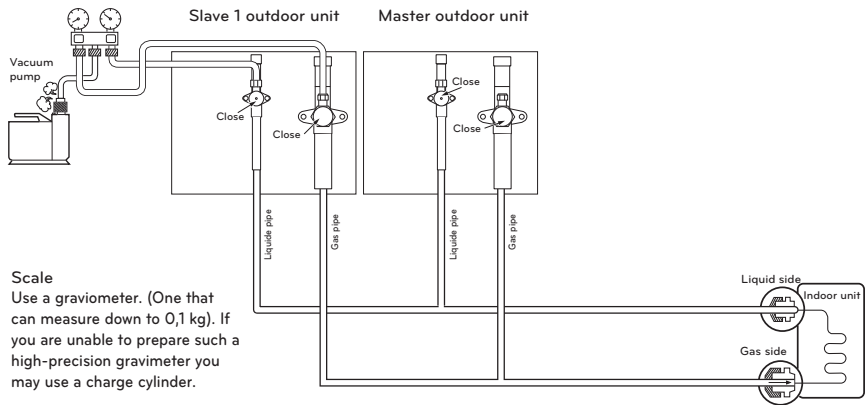 Slave 1 outdoor unit
Master outdoor unit
Vacuum
pump
Close
Close
Close
Close
Liquide pipe
Gas pipe
Liquide pipe
Gas pipe
Scale
Use a graviometer. (One that
can measure down to 0,1 kg). If
you are unable to prepare such a
high-precision gravimeter you
may use a charge cylinder.
Liquid side
Indoor unit
Gas side